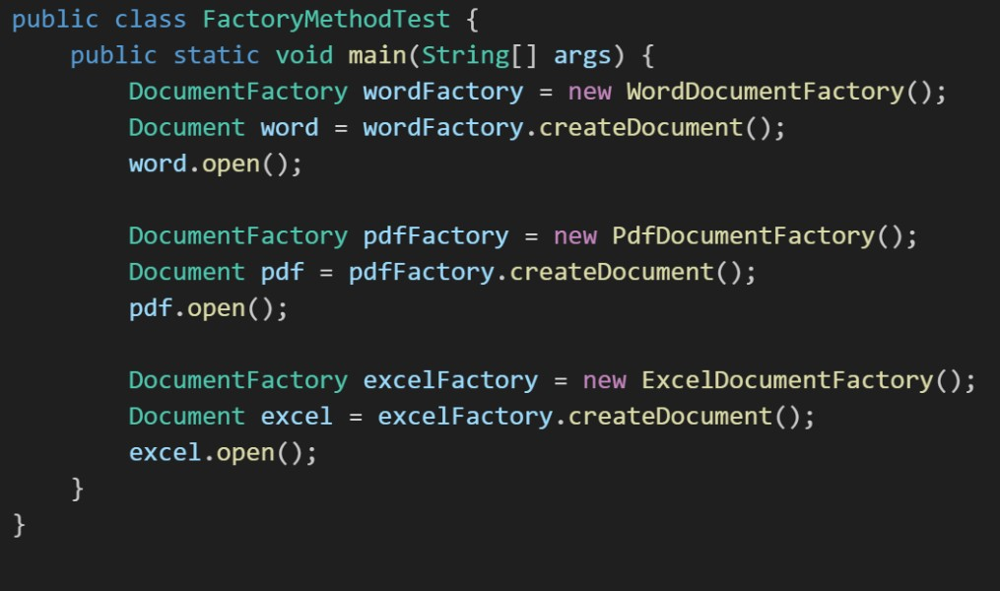 public class FactoryMethodTest {
    public static void main(String[] args) {
        DocumentFactory wordFactory = new WordDocumentFactory();
        Document word = wordFactory.createDocument();
        word.open();

        DocumentFactory pdfFactory = new PdfDocumentFactory();
        Document pdf = pdfFactory.createDocument();
        pdf.open();

        DocumentFactory excelFactory = new ExcelDocumentFactory();
        Document excel = excelFactory.createDocument();
        excel.open();
    }
}